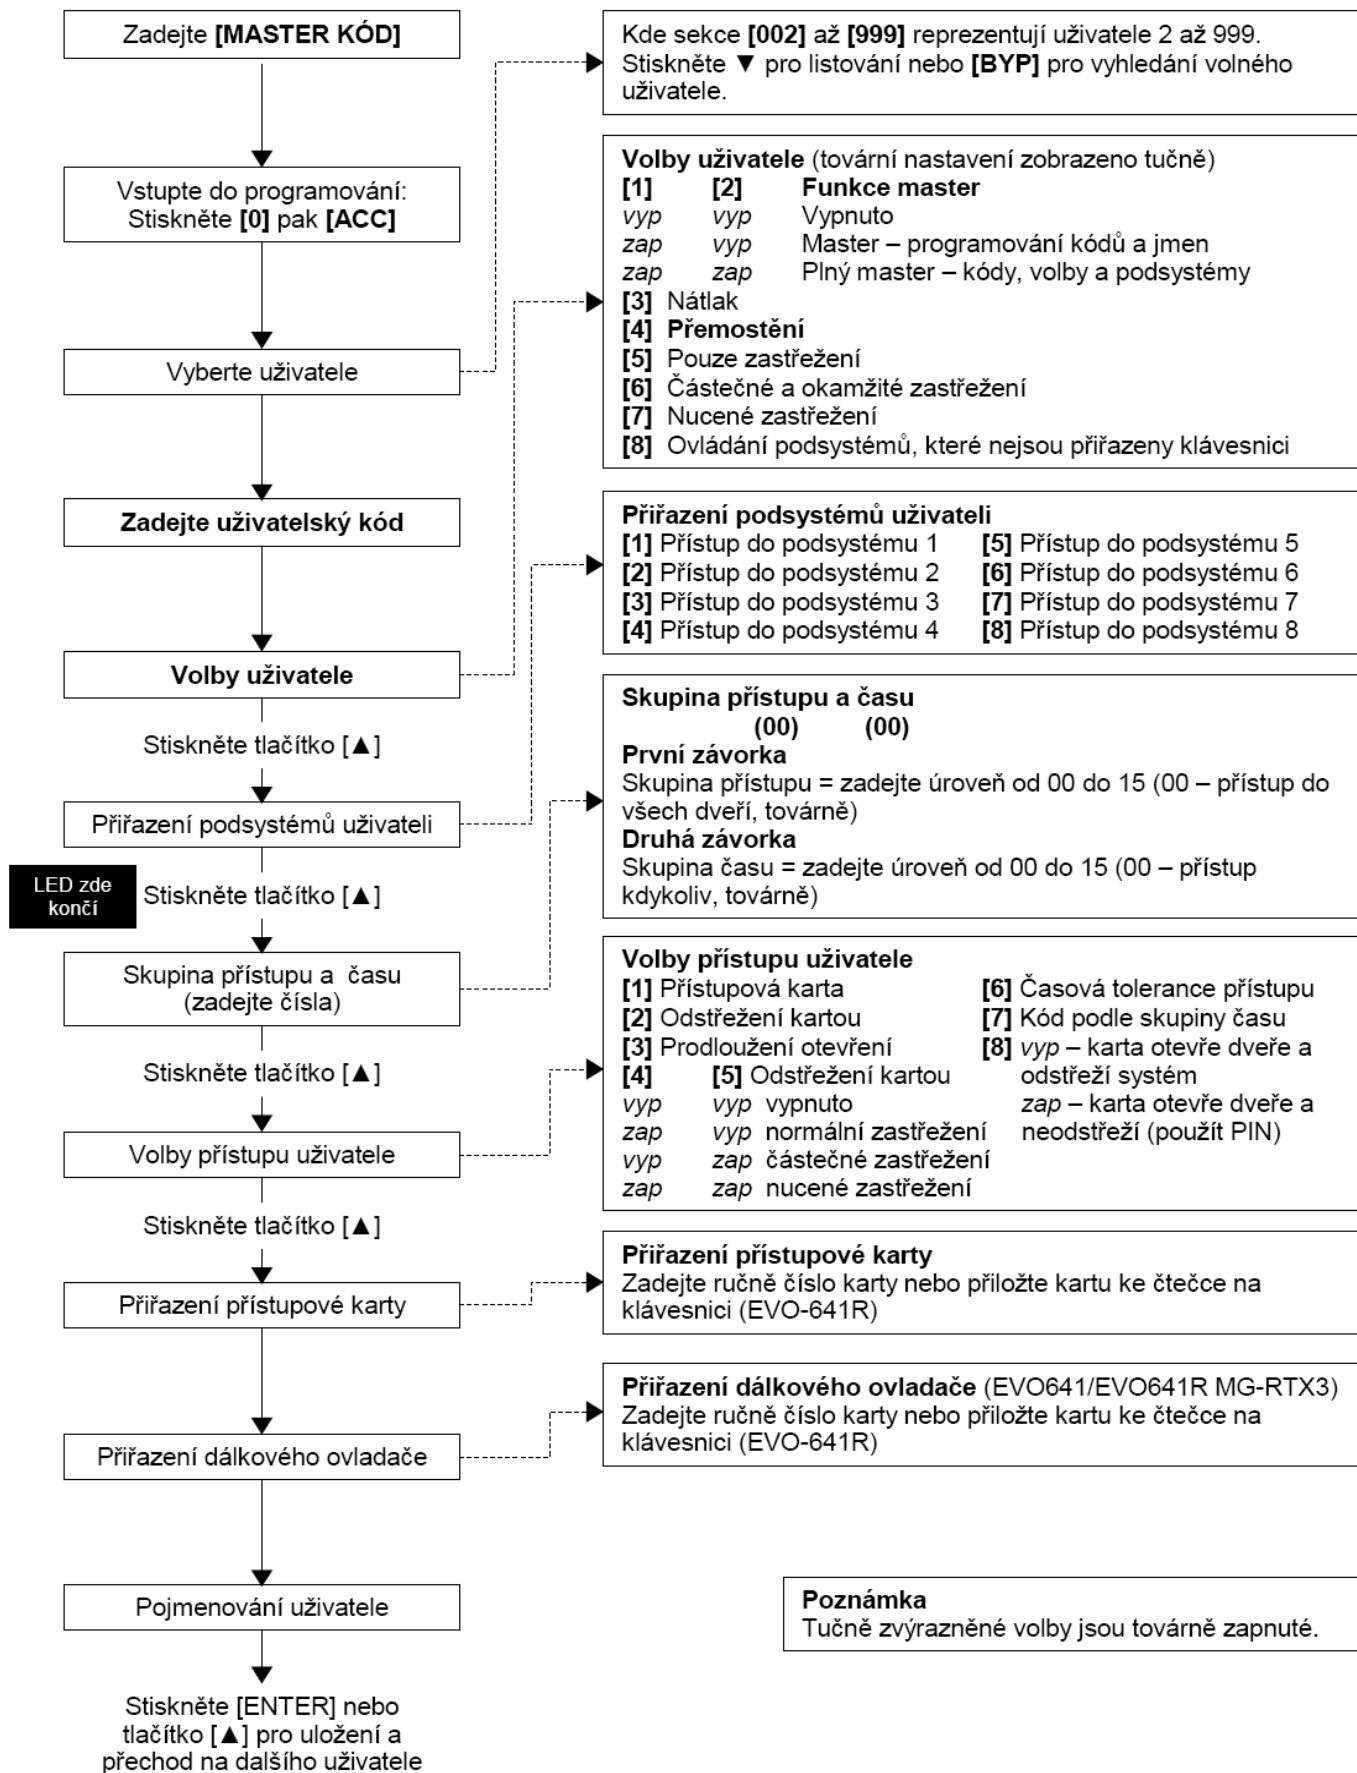 Zadejte [MASTER KÓD]
Vstupte do programování:
Stiskněte [0] pak [ACC]
Vyberte uživatele
Zadejte uživatelský kód
Volby uživatele
Stiskněte tlačítko [▲]
Přiřazení podsystémů uživateli
LED zde
končí
Stiskněte tlačítko [▲]
Skupina přístupu a času
(zadejte čísla)
Stiskněte tlačítko [▲]
Volby přístupu uživatele
Stiskněte tlačítko [▲]
Přiřazení přístupové karty
Přiřazení dálkového ovladače
Pojmenování uživatele
Stiskněte [ENTER] nebo
tlačítko [▲] pro uložení a
přechod na dalšího uživatele
Kde sekce [002] až [999] reprezentují uživatele 2 až 999.
Stiskněte ▼ pro listování nebo [BYP] pro vyhledání volného
uživatele.
Volby uživatele (tovární nastavení zobrazeno tučně)
[1] [2] Funkce master
vyp vyp Vypnuto
zap vyp Master – programování kódů a jmen
zap zap Plný master – kódy, volby a podsystémy
[3] Nátlak
[4] Přemostění
[5] Pouze zastřežení
[6] Částečné a okamžité zastřežení
[7] Nucené zastřežení
[8] Ovládání podsystémů, které nejsou přiřazeny klávesnici
Přiřazení podsystémů uživateli
[1] Přístup do podsystému 1 [5] Přístup do podsystému 5
[2] Přístup do podsystému 2 [6] Přístup do podsystému 6
[3] Přístup do podsystému 3 [7] Přístup do podsystému 7
[4] Přístup do podsystému 4 [8] Přístup do podsystému 8
Skupina přístupu a času
(00) (00)
První závorka
Skupina přístupu = zadejte úroveň od 00 do 15 (00 – přístup do
všech dveří, továrně)
Druhá závorka
Skupina času = zadejte úroveň od 00 do 15 (00 – přístup
kdykoliv, továrně)
Volby přístupu uživatele
[1] Přístupová karta [6] Časová tolerance přístupu
[2] Odstřežení kartou [7] Kód podle skupiny času
[3] Prodloužení otevření [8] vyp – karta otevře dveře a
[4] [5] Odstřežení kartou odstřeží systém
vyp vyp vypnuto zap – karta otevře dveře a
zap vyp normální zastřežení neodstřeží (použít PIN)
vyp zap částečné zastřežení
zap zap nucené zastřežení
Přiřazení přístupové karty
Zadejte ručně číslo karty nebo přiložte kartu ke čtečce na
klávesnici (EVO-641R)
Přiřazení dálkového ovladače (EVO641/EVO641R MG-RTX3)
Zadejte ručně číslo karty nebo přiložte kartu ke čtečce na
klávesnici (EVO-641R)
Poznámka
Tučně zvýrazněné volby jsou továrně zapnuté.